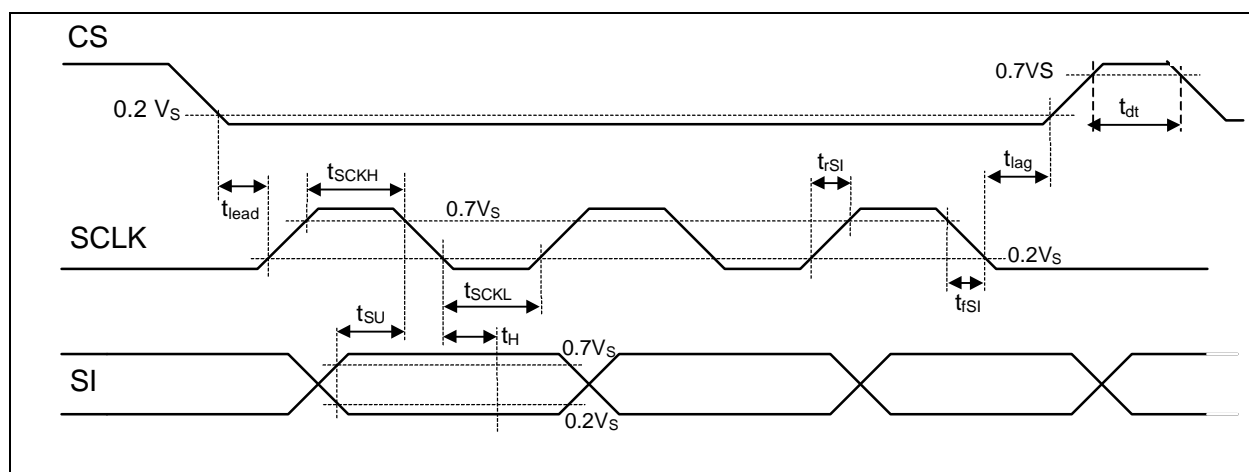 CS
0.7VS
0.2 VS
tdt
tSCKH
trSI
tlag
tlead
0.7VS
SCLK
0.2VS
tSCKL
tfSI
tSU
tH
0.7VS
SI
0.2VS